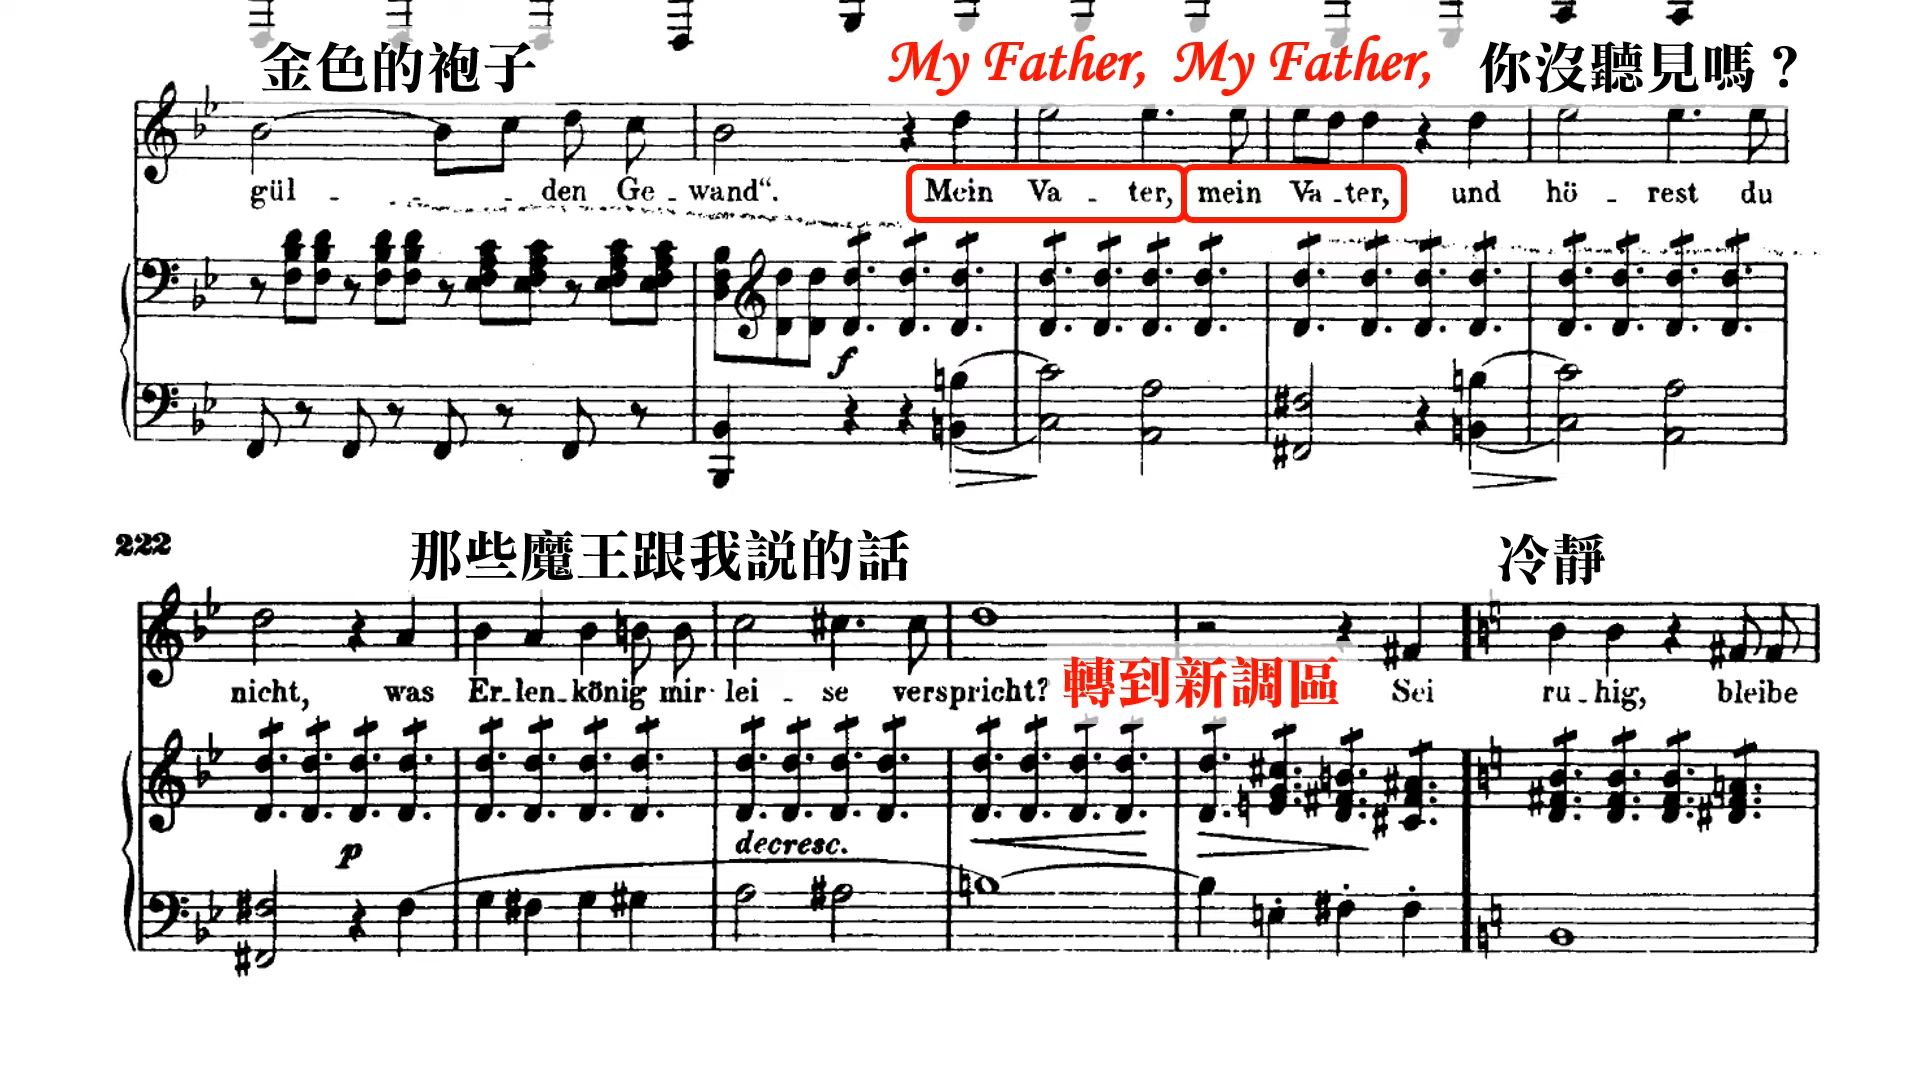 金色的袍子 My Father, My Father, 你沒聽見嗎？
gül - - - - den Ge - wand“. Mein Va - ter, mein Va - ter, und hö - rest du
f
222 那些魔王跟我說的話 冷靜
nicht, was Er - len - könig mir lei - se verspricht? 轉到新調區 Sei ru - hig, bleibe
p decresc.